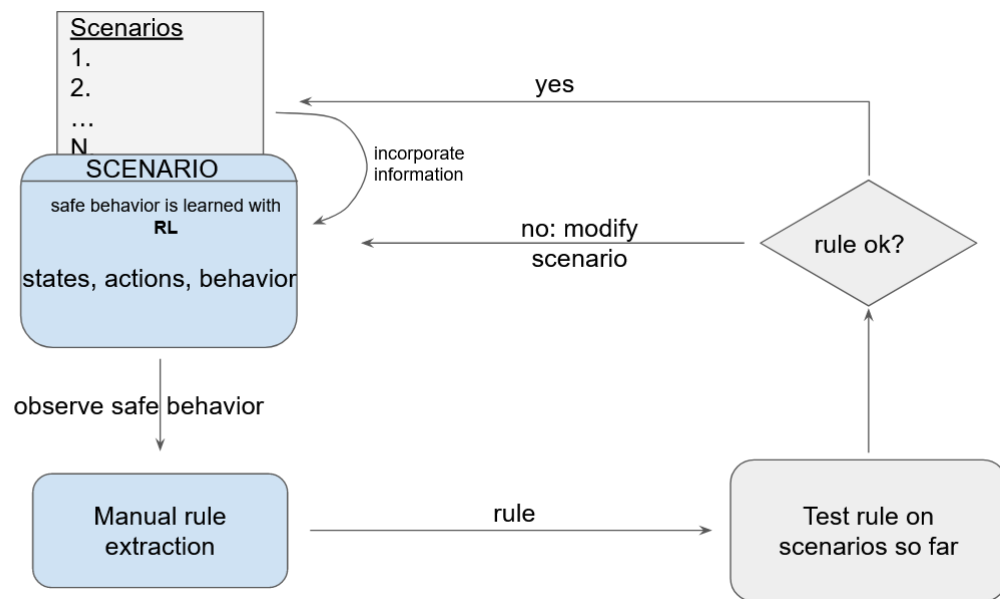 Scenarios
1.
2.
...
N.
SCENARIO
safe behavior is learned with
RL
states, actions, behavior
yes
incorporate
information
no: modify
scenario
rule ok?
observe safe behavior
Manual rule
extraction
rule
Test rule on
scenarios so far